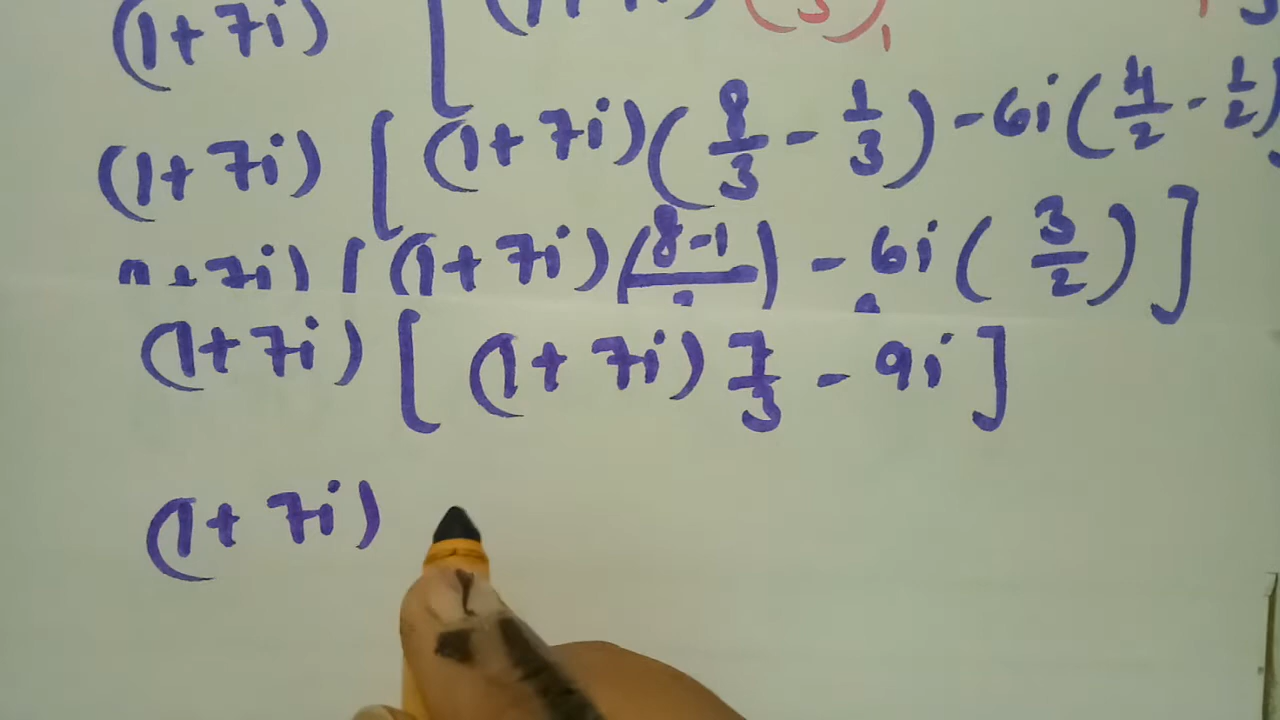 (1+7i)
(1+7i) [ (1+7i) ( 8/3 - 1/3 ) - 6i ( 4/2 - 1/2 )
(1+7i) [ (1+7i) ( 8-1/3 ) - 6i ( 3/2 ) ]
(1+7i) [ (1+7i) 7/3 - 9i ]
(1+7i)